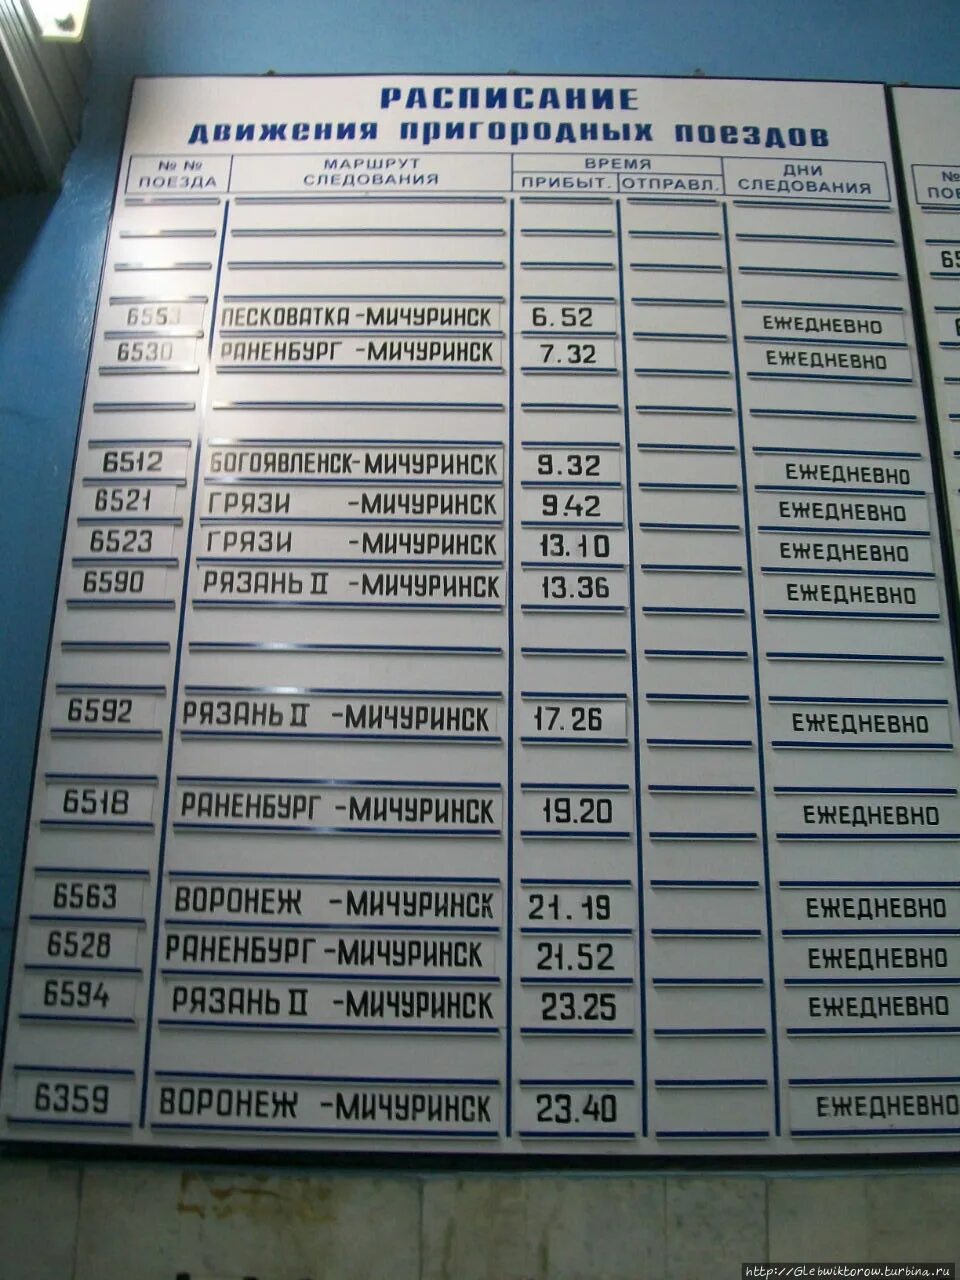 РАСПИСАНИЕ
ДВИЖЕНИЯ ПРИГОРОДНЫХ ПОЕЗДОВ
№ № ПОЕЗДА МАРШРУТ СЛЕДОВАНИЯ ВРЕМЯ ПРИБЫТ. ОТПРАВЛ. ДНИ СЛЕДОВАНИЯ №
6553 ПЕСКОВАТКА-МИЧУРИНСК 6.52 ЕЖЕДНЕВНО
6530 РАНЕНБУРГ -МИЧУРИНСК 7.32 ЕЖЕДНЕВНО
6512 БОГОЯВЛЕНСК-МИЧУРИНСК 9.32 ЕЖЕДНЕВНО
6521 ГРЯЗИ -МИЧУРИНСК 9.42 ЕЖЕДНЕВНО
6523 ГРЯЗИ -МИЧУРИНСК 13.10 ЕЖЕДНЕВНО
6590 РЯЗАНЬ II -МИЧУРИНСК 13.36 ЕЖЕДНЕВНО
6592 РЯЗАНЬ II -МИЧУРИНСК 17.26 ЕЖЕДНЕВНО
6518 РАНЕНБУРГ -МИЧУРИНСК 19.20 ЕЖЕДНЕВНО
6563 ВОРОНЕЖ -МИЧУРИНСК 21.19 ЕЖЕДНЕВНО
6528 РАНЕНБУРГ-МИЧУРИНСК 21.52 ЕЖЕДНЕВНО
6594 РЯЗАНЬ II -МИЧУРИНСК 23.25 ЕЖЕДНЕВНО
6359 ВОРОНЕЖ -МИЧУРИНСК 23.40 ЕЖЕДНЕВНО
http://Glebwiktorow.turbina.ru